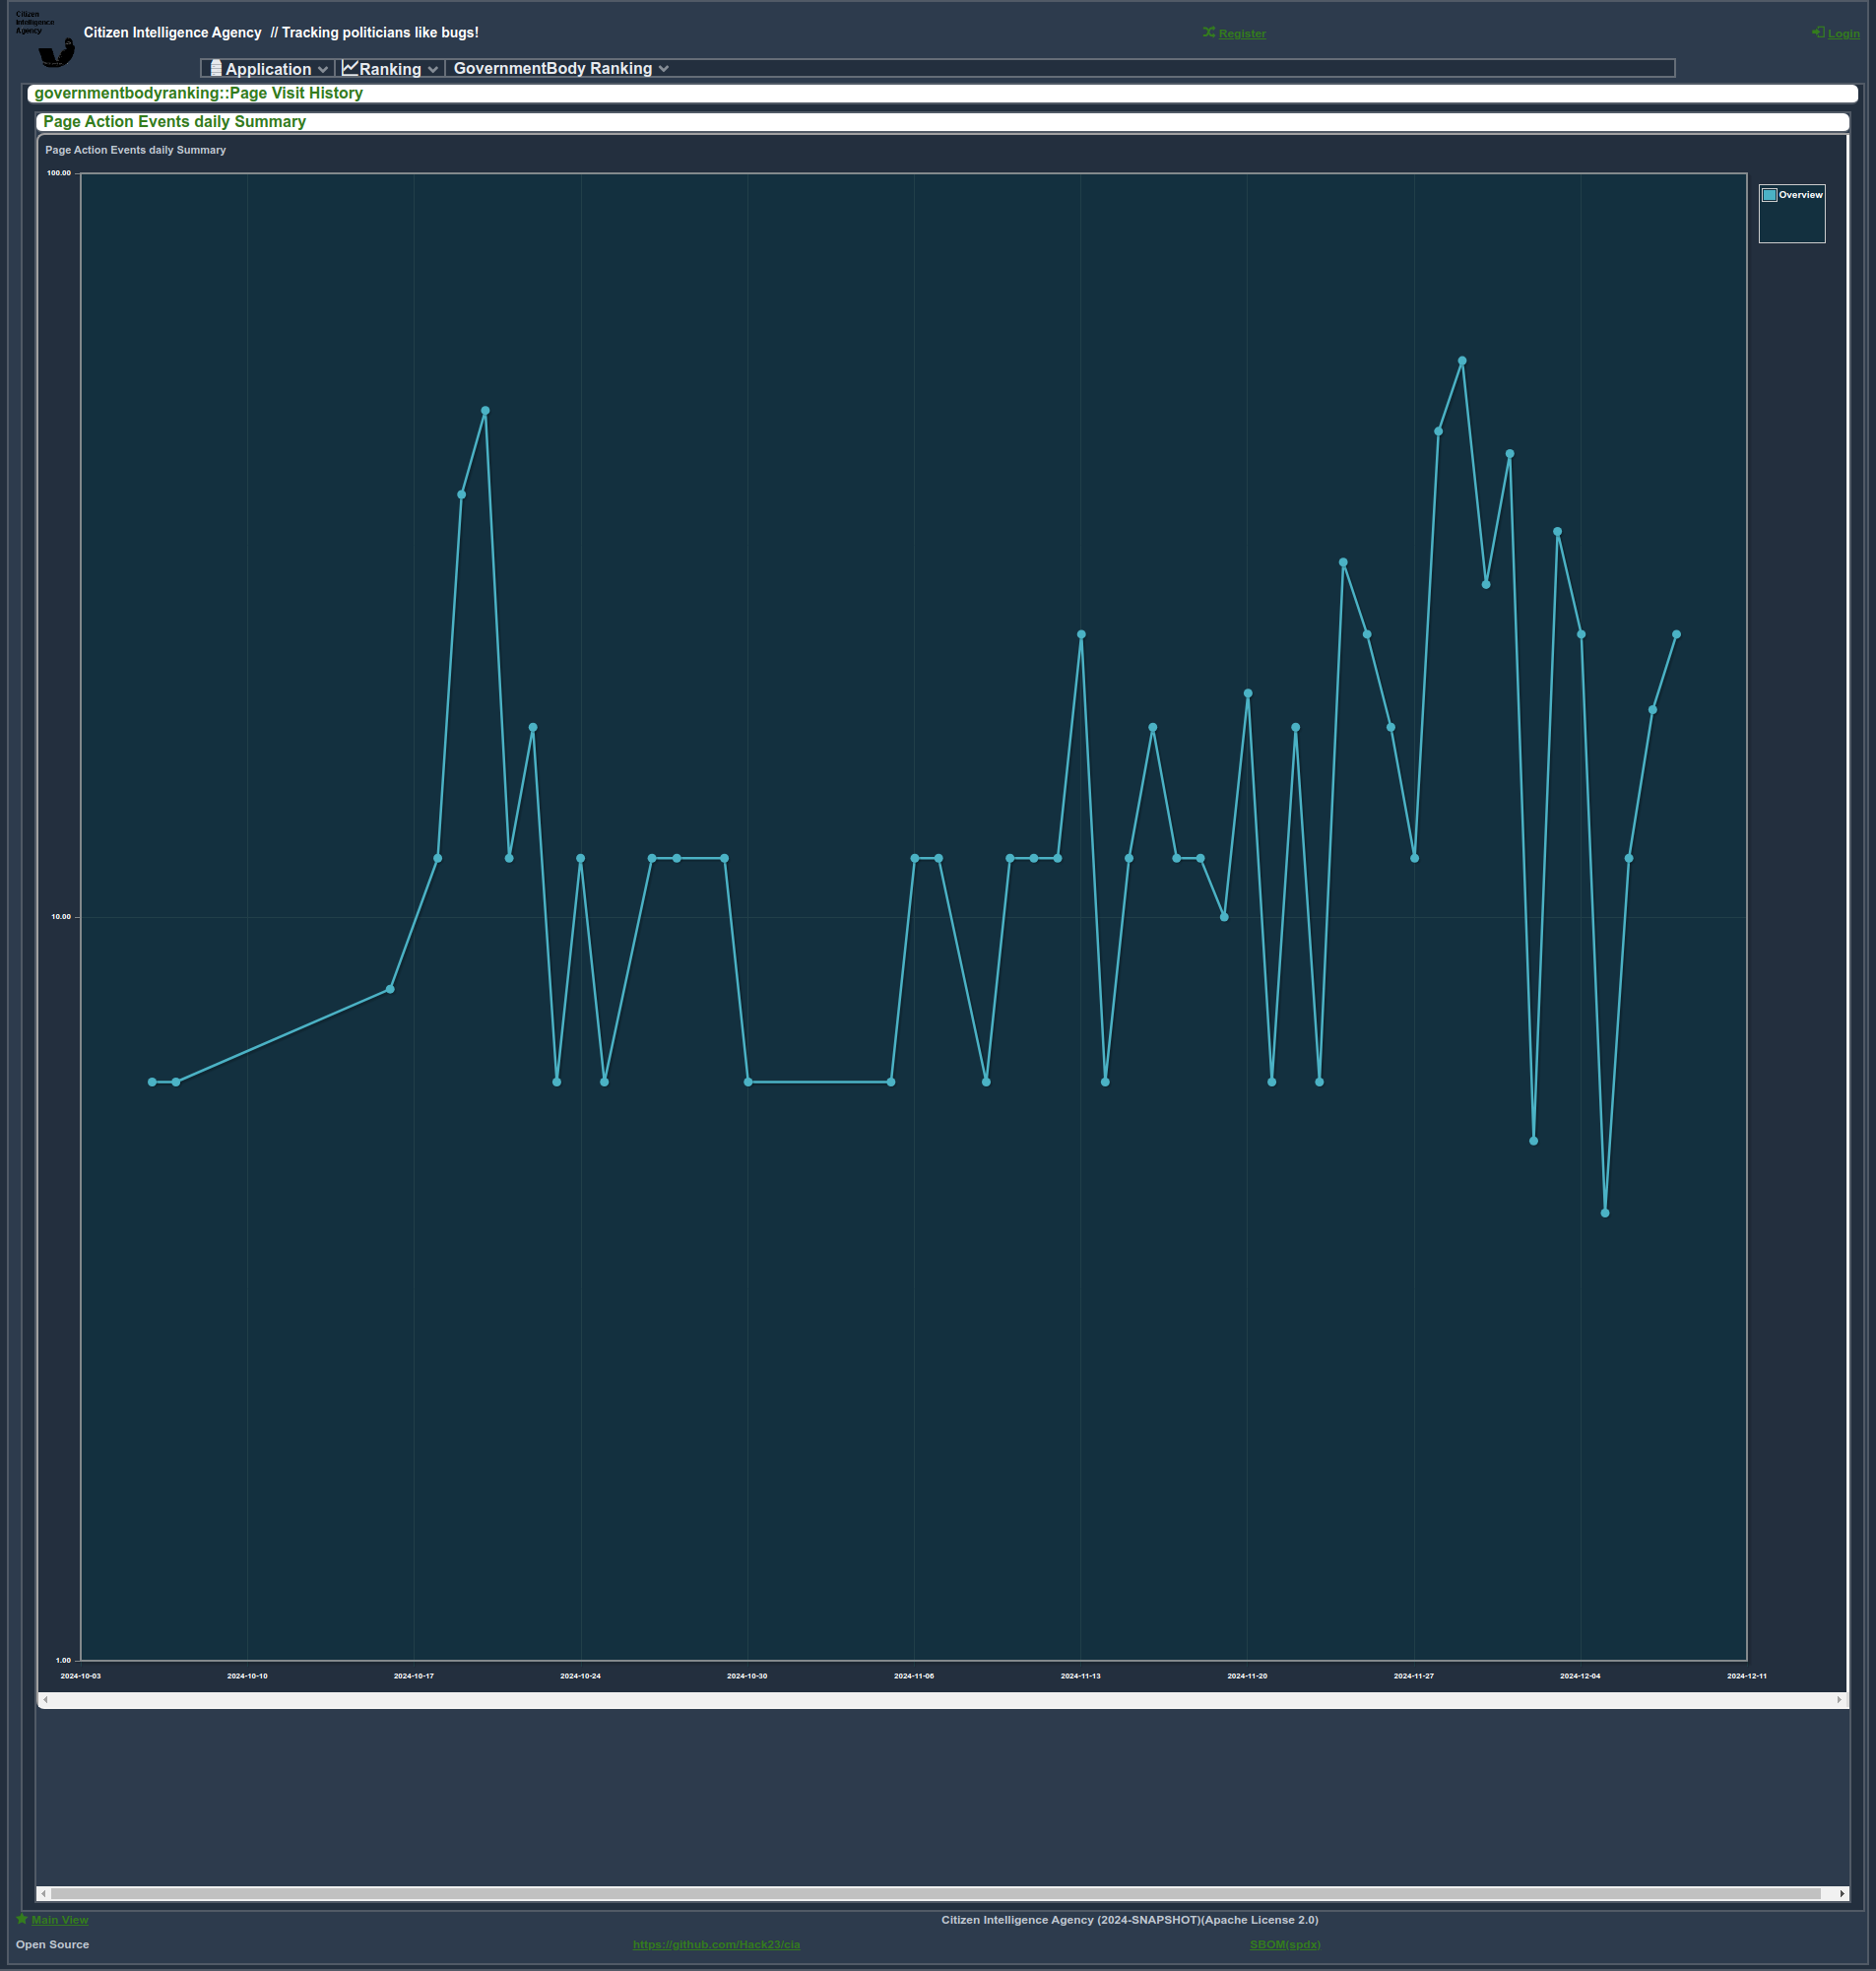 Citizen
Intelligence
Agency
Citizen Intelligence Agency // Tracking politicians like bugs!
Register
Login
Application
Ranking
GovernmentBody Ranking
governmentbodyranking::Page Visit History
Page Action Events daily Summary
Page Action Events daily Summary
100.00
Overview
10.00
1.00
2024-10-03
2024-10-10
2024-10-17
2024-10-24
2024-10-30
2024-11-06
2024-11-13
2024-11-20
2024-11-27
2024-12-04
2024-12-11
Main View
Citizen Intelligence Agency (2024-SNAPSHOT)(Apache License 2.0)
Open Source
https://github.com/Hack23/cia
SBOM(spdx)